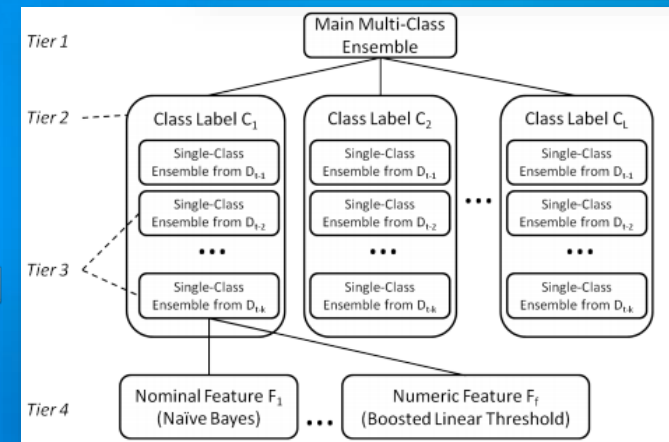 Tier 1
Main Multi-Class
Ensemble
Tier 2
Class Label C₁
Class Label C₂
Class Label C_L
Single-Class
Ensemble from Dₜ₋₁
Single-Class
Ensemble from Dₜ₋₁
Single-Class
Ensemble from Dₜ₋₁
Single-Class
Ensemble from Dₜ₋₂
Single-Class
Ensemble from Dₜ₋₂
Single-Class
Ensemble from Dₜ₋₂
...
...
...
...
Tier 3
Single-Class
Ensemble from Dₜ₋ₖ
Single-Class
Ensemble from Dₜ₋ₖ
Single-Class
Ensemble from Dₜ₋ₖ
Tier 4
Nominal Feature F₁
(Naïve Bayes)
...
Numeric Feature F_f
(Boosted Linear Threshold)